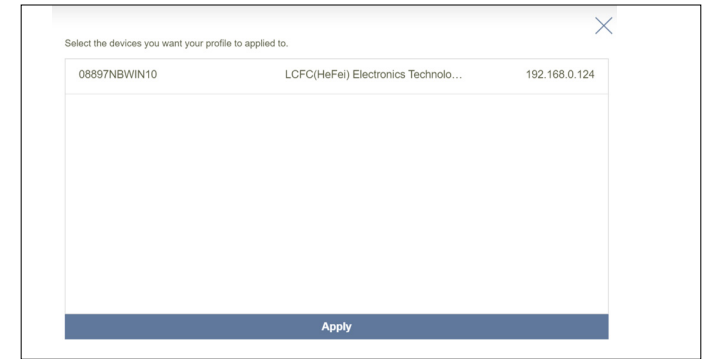 Select the devices you want your profile to applied to.
08897NBWIN10 LCFC(HeFei) Electronics Technolo... 192.168.0.124
Apply